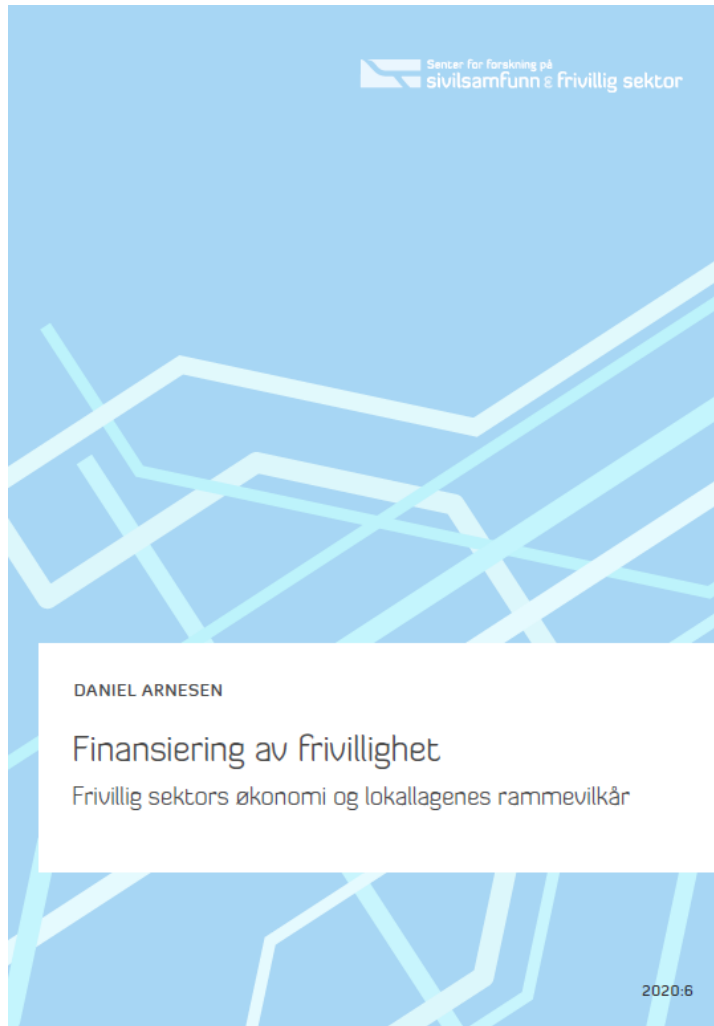 Senter for forskning på
sivilsamfunn & frivillig sektor
DANIEL ARNESEN
Finansiering av frivillighet
Frivillig sektors økonomi og lokallagenes rammevilkår
2020:6